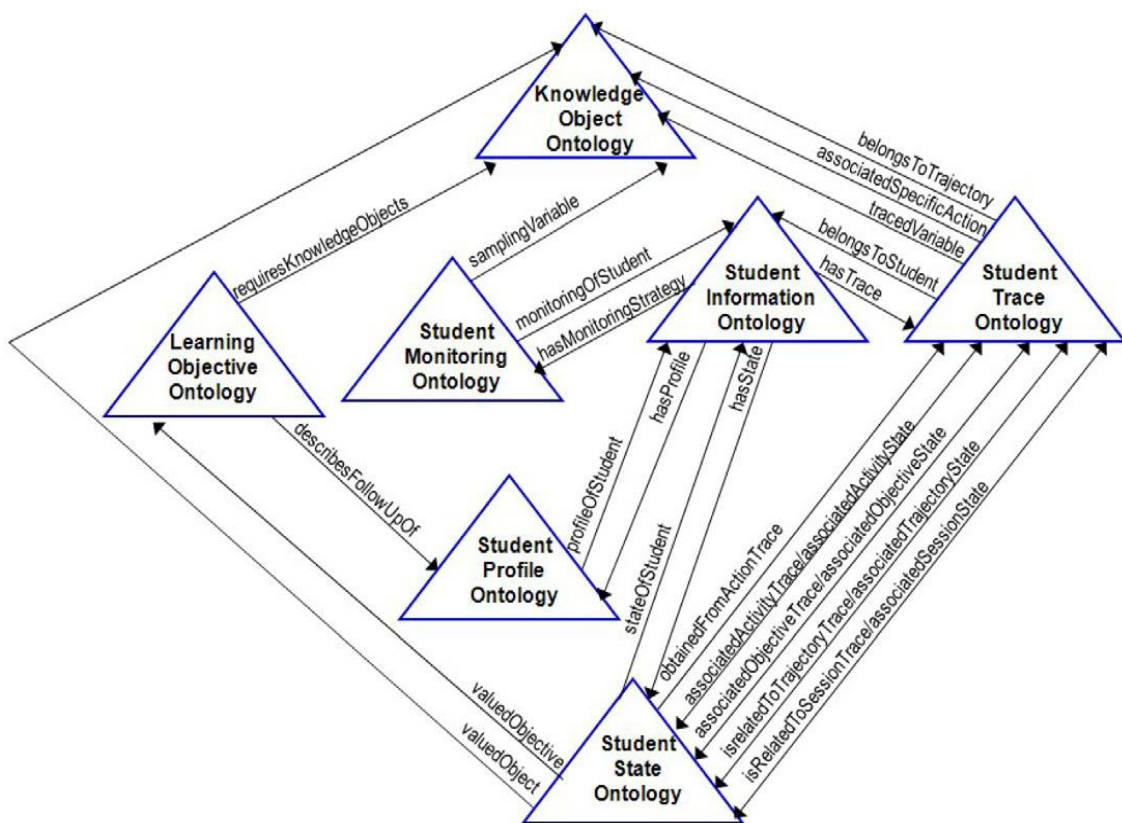 Knowledge
Object
Ontology
belongsToTrajectory
associatedSpecificAction
tracedVariable
requiresKnowledgeObjects
samplingVariable
monitoringOfStudent
hasMonitoringStrategy
belongsToStudent
hasTrace
Learning
Objective
Ontology
Student
Monitoring
Ontology
Student
Information
Ontology
Student
Trace
Ontology
describesFollowUpOf
profileOfStudent
hasProfile
hasState
stateOfStudent
Student
Profile
Ontology
obtainedFromActionTrace
associatedActivityTrace/associatedActivityState
associatedObjectiveTrace/associatedObjectiveState
isrelatedToTrajectoryTrace/associatedTrajectoryState
isRelatedToSessionTrace/associatedSessionState
valuedObjective
valuedObject
Student
State
Ontology